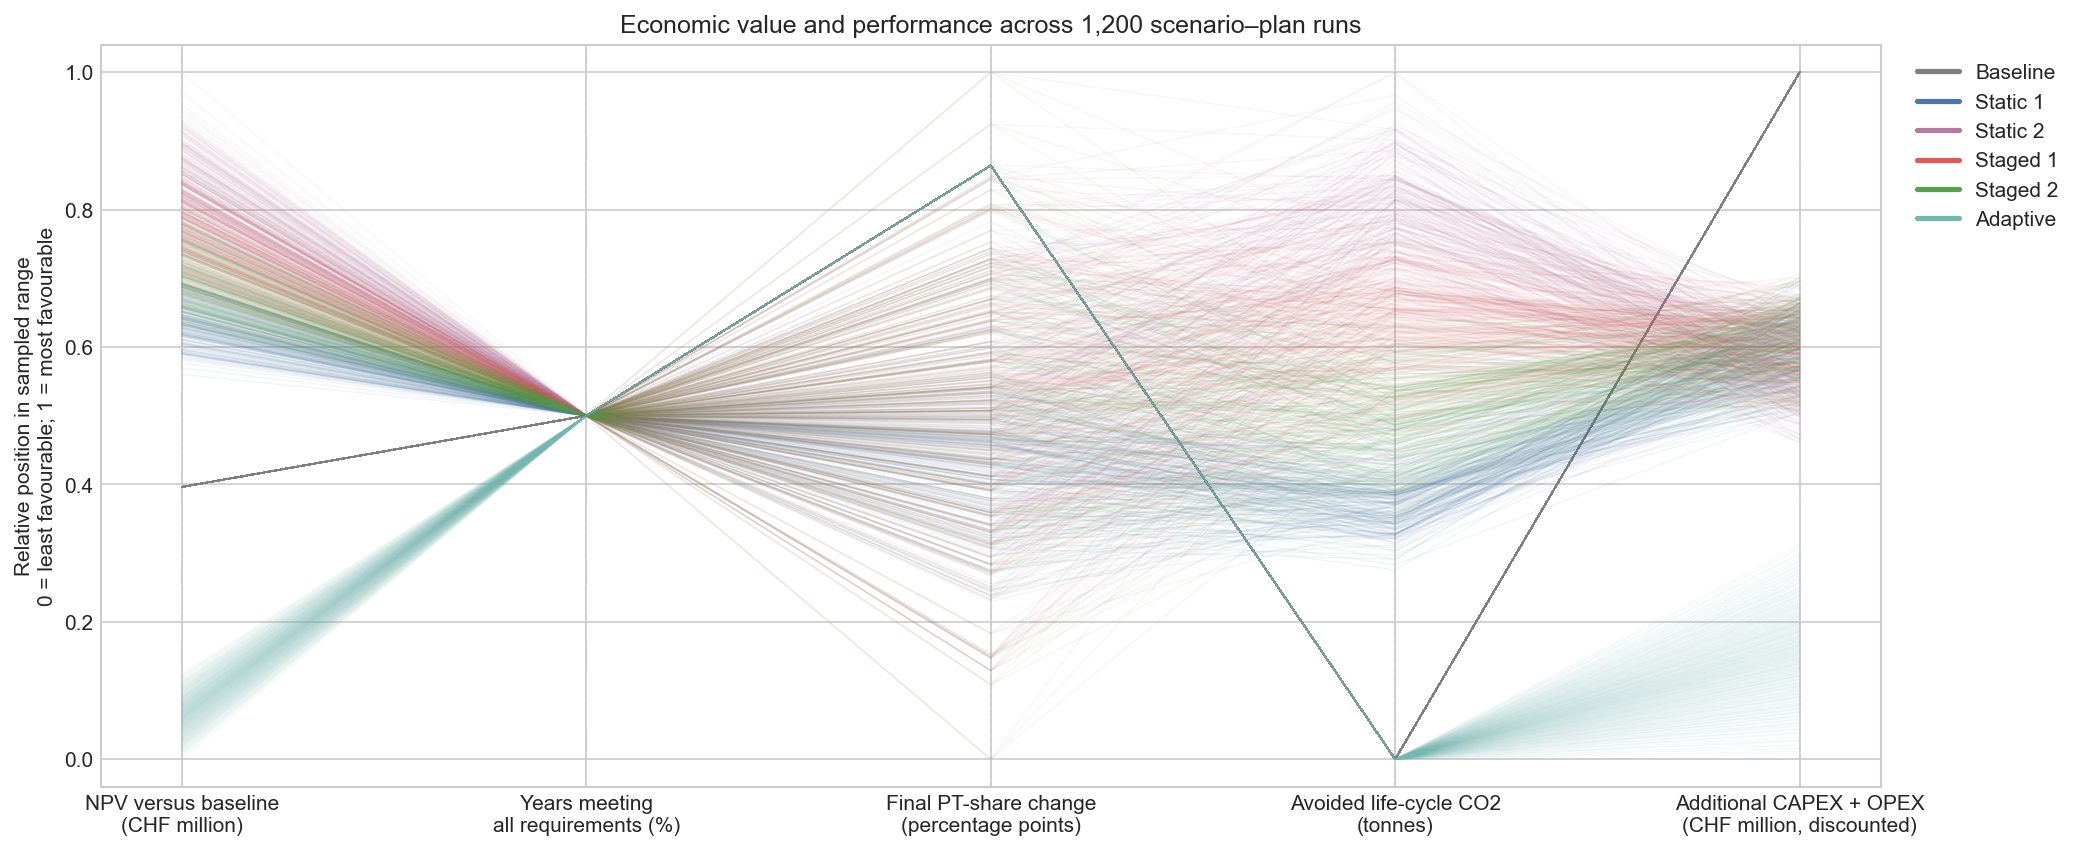 Economic value and performance across 1,200 scenario–plan runs
Relative position in sampled range
0 = least favourable; 1 = most favourable
1.0
0.8
0.6
0.4
0.2
0.0
NPV versus baseline
(CHF million)
Years meeting
all requirements (%)
Final PT-share change
(percentage points)
Avoided life-cycle CO2
(tonnes)
Additional CAPEX + OPEX
(CHF million, discounted)
Baseline
Static 1
Static 2
Staged 1
Staged 2
Adaptive